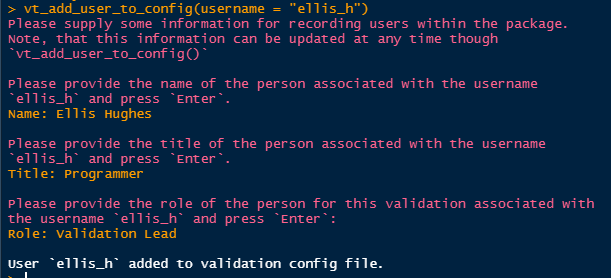 > vt_add_user_to_config(username = "ellis_h")
Please supply some information for recording users within the package.
Note, that this information can be updated at any time though
`vt_add_user_to_config()`
Please provide the name of the person associated with the username
`ellis_h` and press `Enter`.
Name: Ellis Hughes
Please provide the title of the person associated with the username
`ellis_h` and press `Enter`.
Title: Programmer
Please provide the role of the person for this validation associated with
the username `ellis_h` and press `Enter`:
Role: Validation Lead
User `ellis_h` added to validation config file.
>